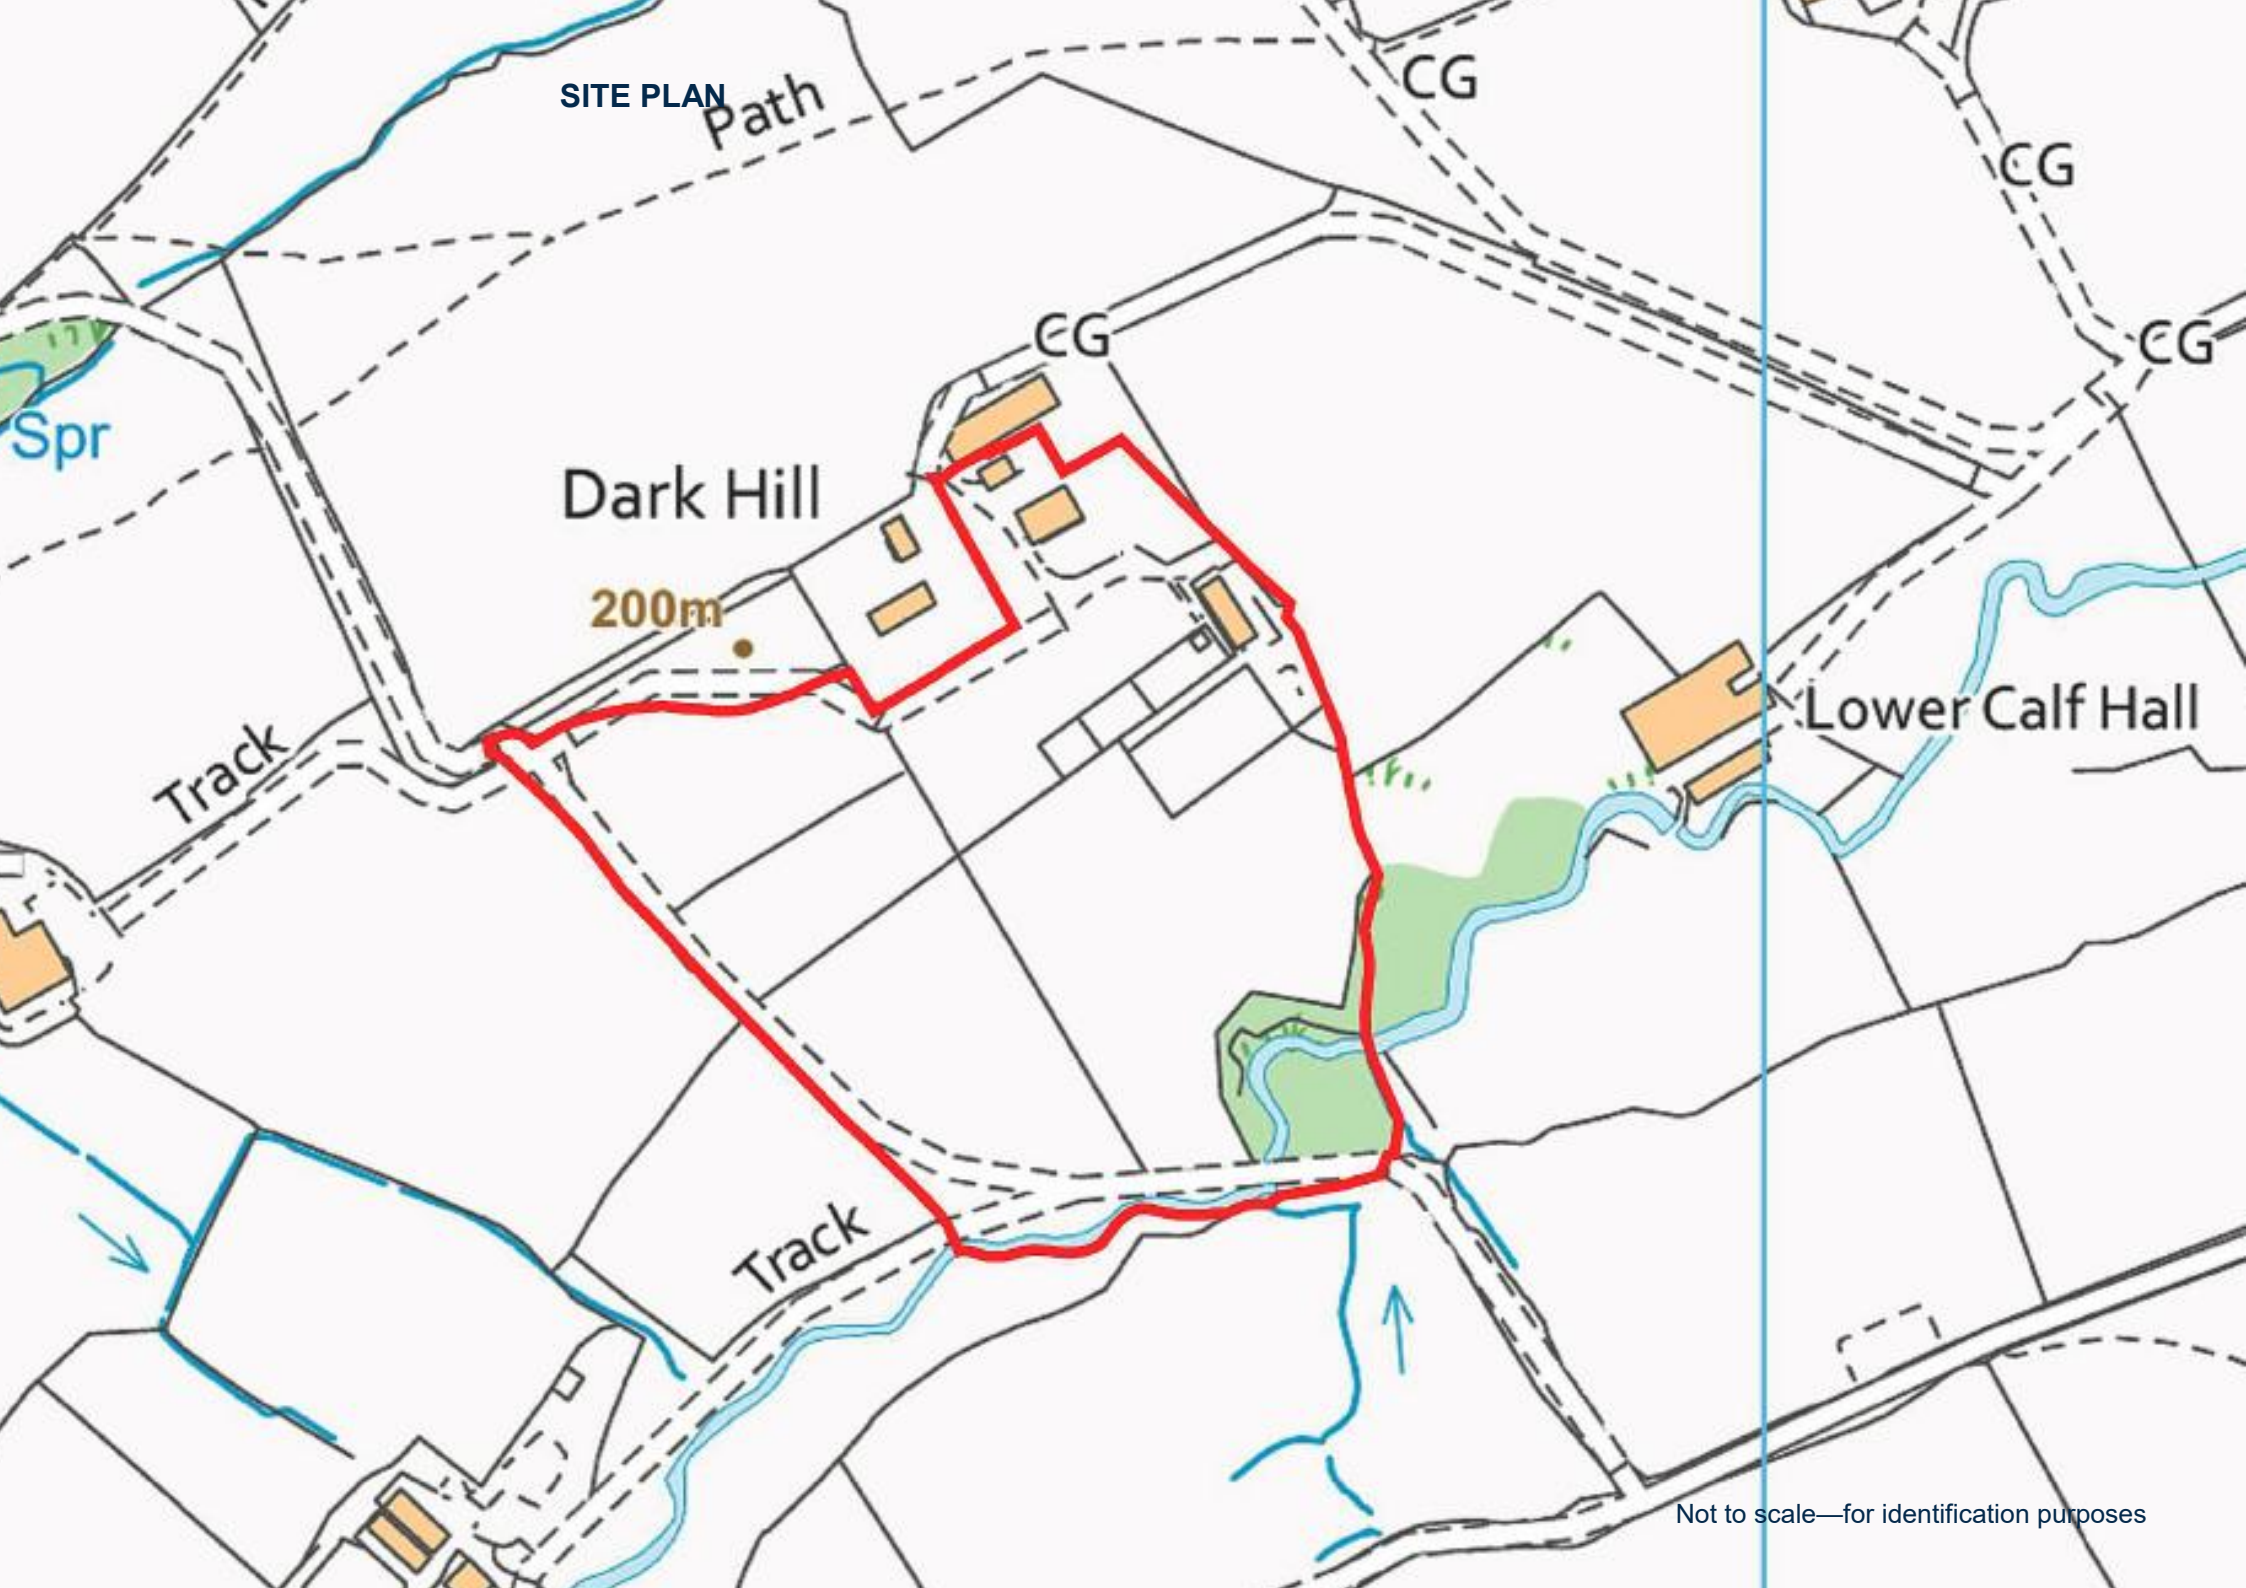 SITE PLAN
Path
CG
CG
CG
CG
Spr
Dark Hill
200m
Lower Calf Hall
Track
Track
Not to scale—for identification purposes